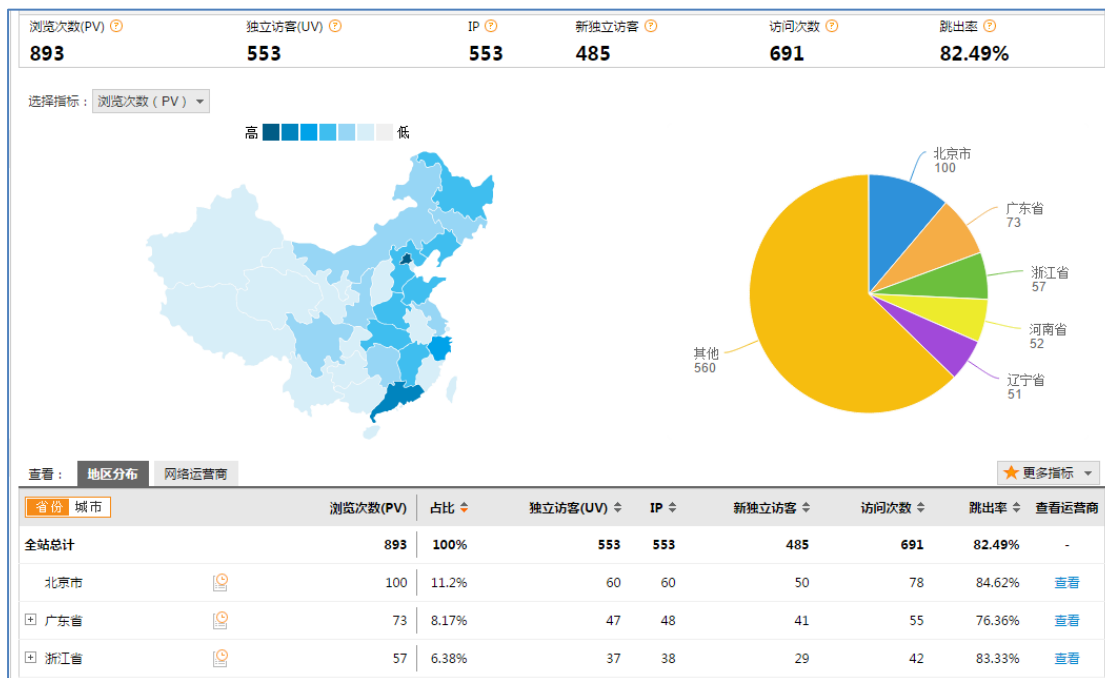 浏览次数(PV) 独立访客(UV) IP 新独立访客 访问次数 跳出率
893 553 553 485 691 82.49%
选择指标： 浏览次数（PV）
高 低
北京市
100
广东省
73
浙江省
57
河南省
52
辽宁省
51
其他
560
查看： 地区分布 网络运营商 更多指标
省份 城市 浏览次数(PV) 占比 独立访客(UV) IP 新独立访客 访问次数 跳出率 查看运营商
全站总计 893 100% 553 553 485 691 82.49% -
北京市 100 11.2% 60 60 50 78 84.62% 查看
广东省 73 8.17% 47 48 41 55 76.36% 查看
浙江省 57 6.38% 37 38 29 42 83.33% 查看